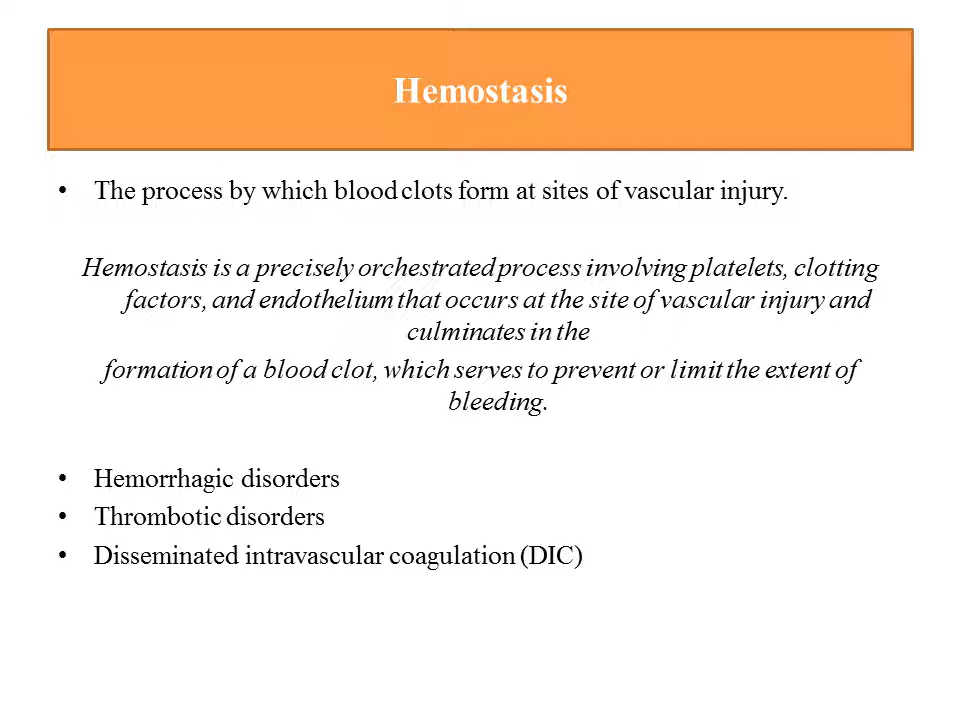 Hemostasis
• The process by which blood clots form at sites of vascular injury.
Hemostasis is a precisely orchestrated process involving platelets, clotting
factors, and endothelium that occurs at the site of vascular injury and
culminates in the
formation of a blood clot, which serves to prevent or limit the extent of
bleeding.
• Hemorrhagic disorders
• Thrombotic disorders
• Disseminated intravascular coagulation (DIC)